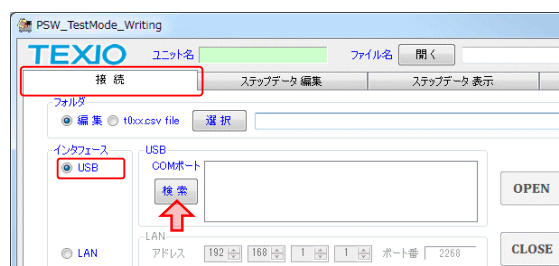 PSW_TestMode_Writing
TEXIO ユニット名 ファイル名 開く
接 続 ステップデータ 編集 ステップデータ 表示
フォルダ
編 集 t0xx.csv file 選 択
インタフェース USB
USB COMポート
検 索 OPEN
LAN
LAN アドレス 192 168 1 1 ポート番 2268 CLOSE